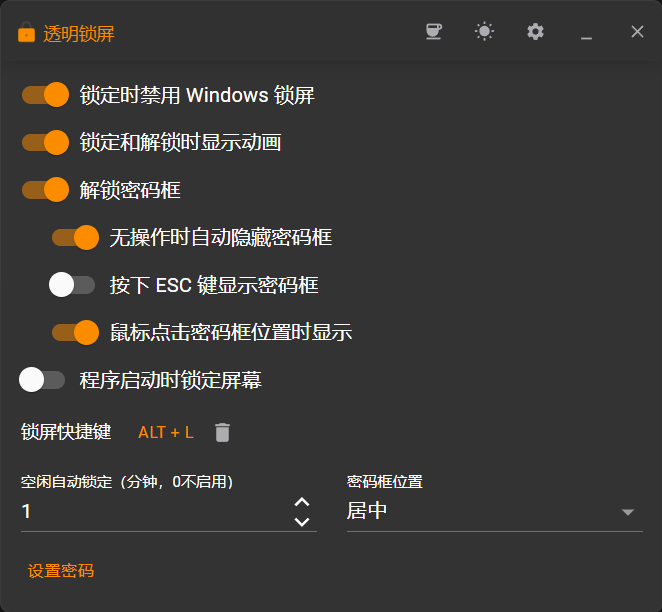 透明锁屏
锁定时禁用 Windows 锁屏
锁定和解锁时显示动画
解锁密码框
无操作时自动隐藏密码框
按下 ESC 键显示密码框
鼠标点击密码框位置时显示
程序启动时锁定屏幕
锁屏快捷键 ALT + L
空闲自动锁定（分钟，0不启用） 密码框位置
1 居中
设置密码